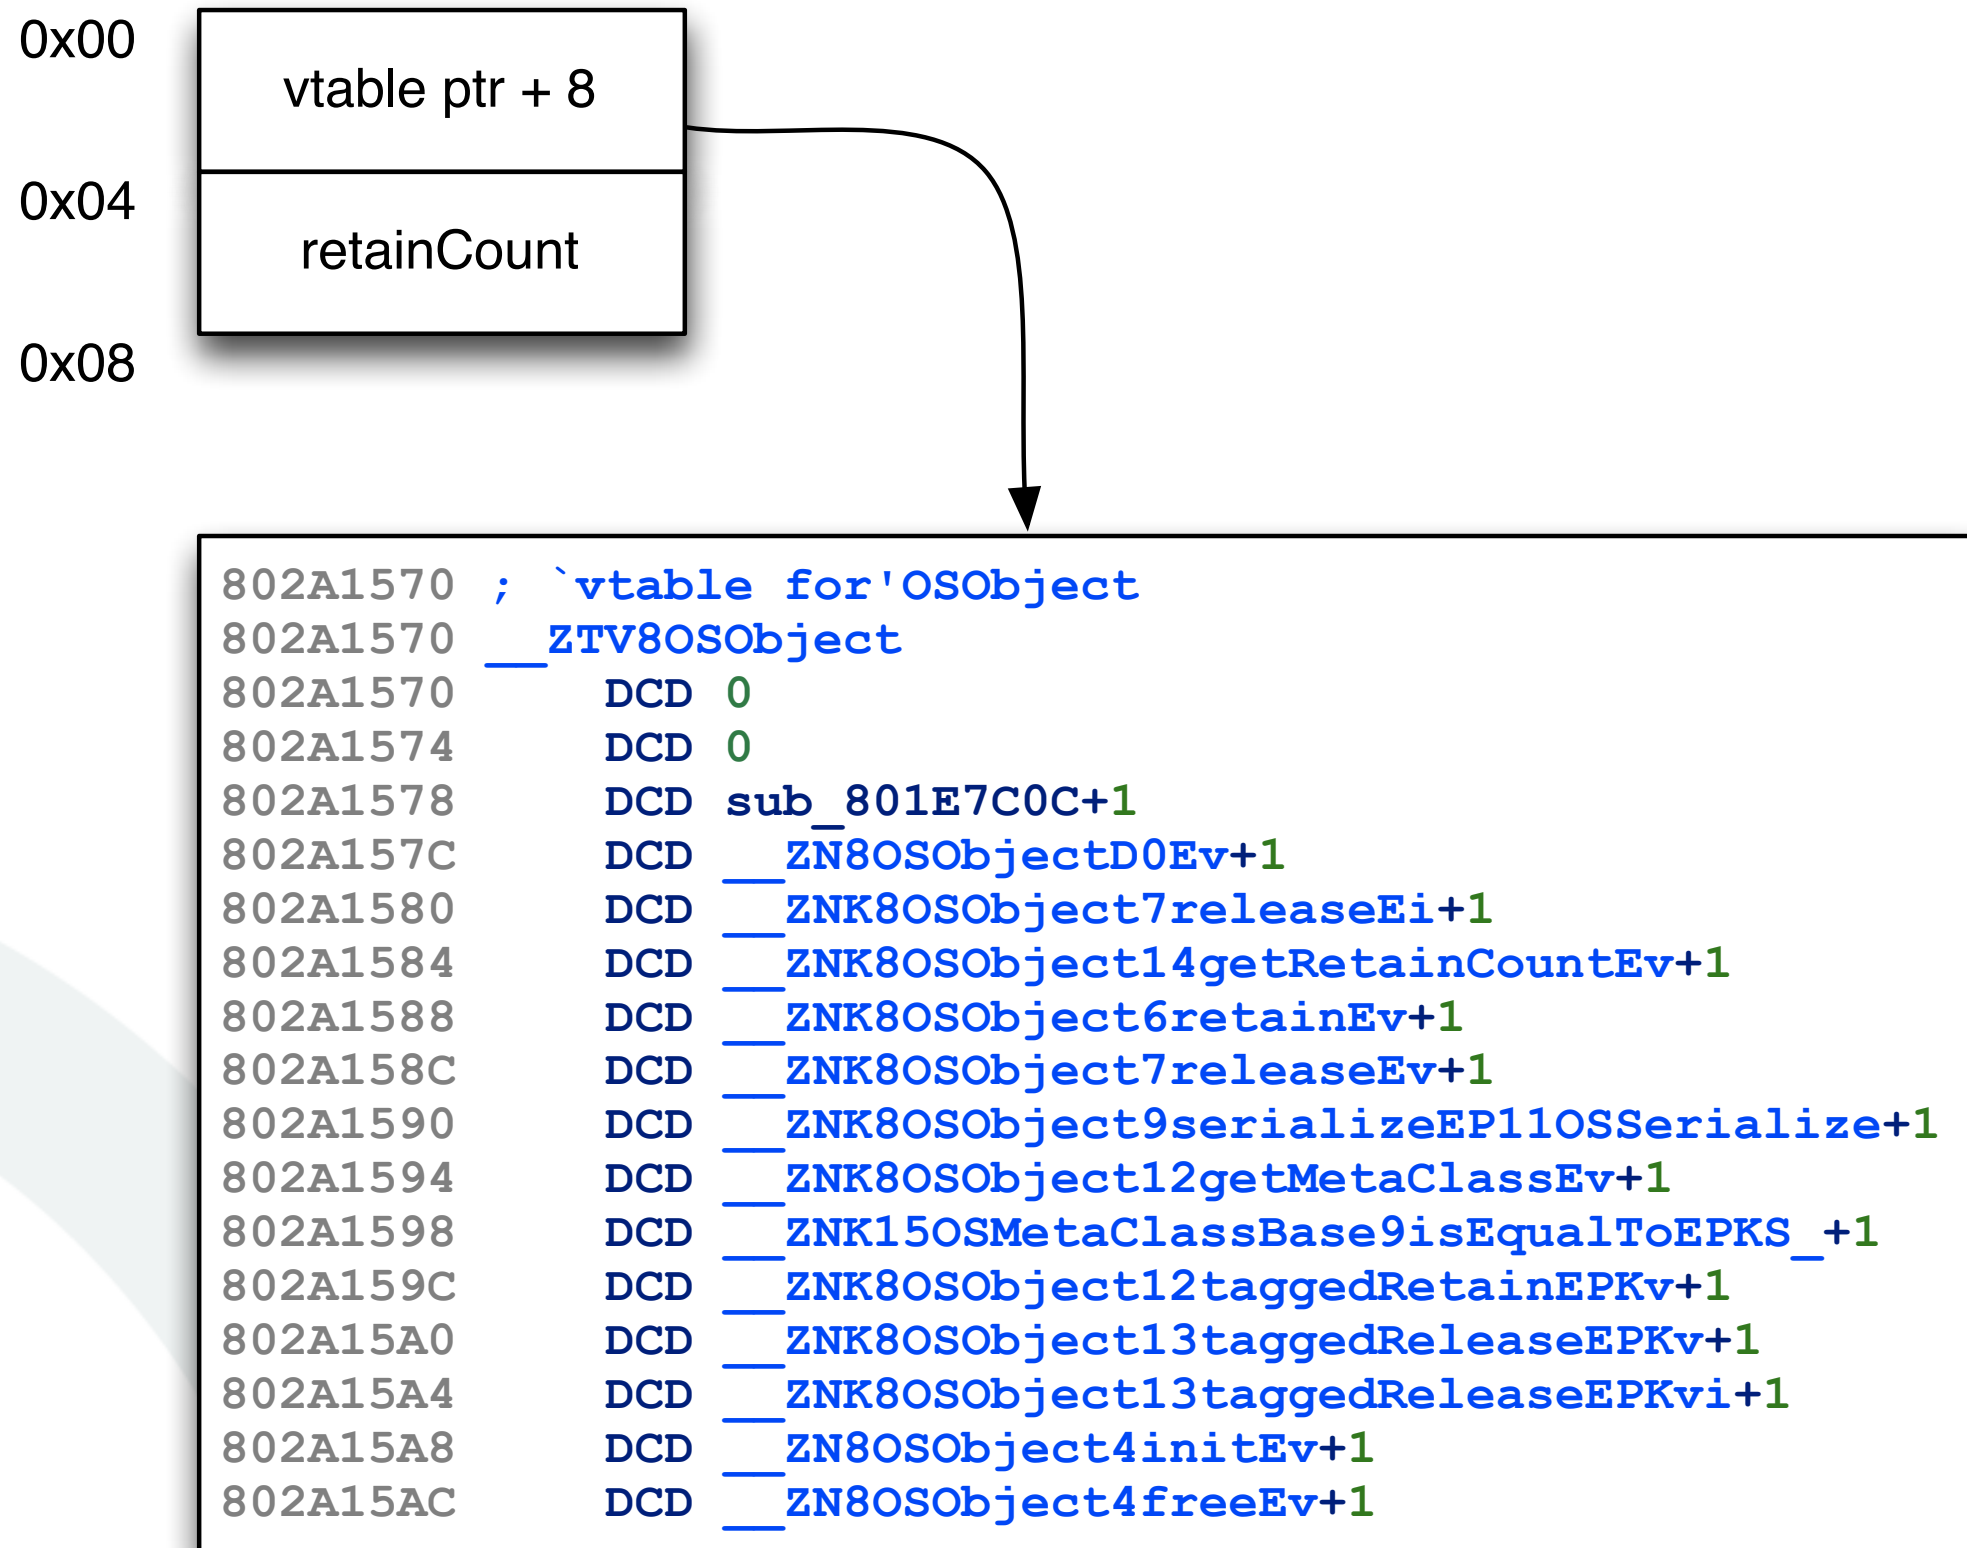 0x00
vtable ptr + 8
0x04
retainCount
0x08
802A1570 ; `vtable for'OSObject
802A1570 __ZTV8OSObject
802A1570 DCD 0
802A1574 DCD 0
802A1578 DCD sub_801E7C0C+1
802A157C DCD __ZN8OSObjectD0Ev+1
802A1580 DCD __ZNK8OSObject7releaseEi+1
802A1584 DCD __ZNK8OSObject14getRetainCountEv+1
802A1588 DCD __ZNK8OSObject6retainEv+1
802A158C DCD __ZNK8OSObject7releaseEv+1
802A1590 DCD __ZNK8OSObject9serializeEP11OSSerialize+1
802A1594 DCD __ZNK8OSObject12getMetaClassEv+1
802A1598 DCD __ZNK15OSMetaClassBase9isEqualToEPKS_+1
802A159C DCD __ZNK8OSObject12taggedRetainEPKv+1
802A15A0 DCD __ZNK8OSObject13taggedReleaseEPKv+1
802A15A4 DCD __ZNK8OSObject13taggedReleaseEPKvi+1
802A15A8 DCD __ZN8OSObject4initEv+1
802A15AC DCD __ZN8OSObject4freeEv+1